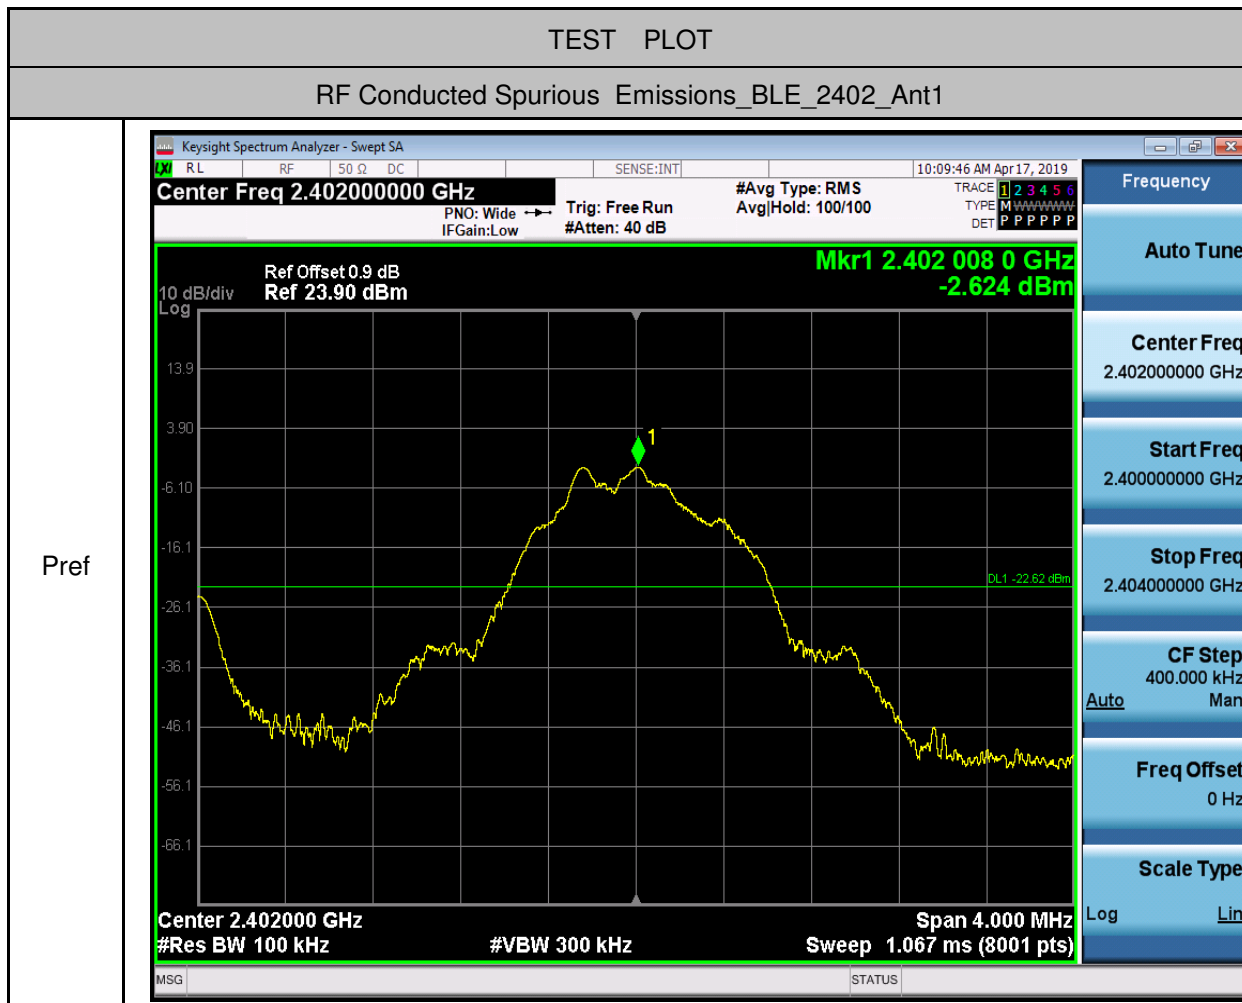 TEST PLOT
RF Conducted Spurious Emissions_BLE_2402_Ant1
Pref
Keysight Spectrum Analyzer - Swept SA
LXI RL RF 50 Ω DC SENSE:INT 10:09:46 AM Apr 17, 2019
Center Freq 2.402000000 GHz
PNO: Wide
IFGain:Low
Trig: Free Run
#Atten: 40 dB
#Avg Type: RMS
Avg|Hold: 100/100
TRACE 1 2 3 4 5 6
TYPE M WWWWW
DET P P P P P P
Mkr1 2.402 008 0 GHz
-2.624 dBm
Ref Offset 0.9 dB
10 dB/div Ref 23.90 dBm
Log
13.9
3.90
-6.10
-16.1
-26.1
-36.1
-46.1
-56.1
-66.1
1
DL1 -22.62 dBm
Center 2.402000 GHz Span 4.000 MHz
#Res BW 100 kHz #VBW 300 kHz Sweep 1.067 ms (8001 pts)
MSG STATUS
Frequency
Auto Tune
Center Freq
2.402000000 GHz
Start Freq
2.400000000 GHz
Stop Freq
2.404000000 GHz
CF Step
400.000 kHz
Auto Man
Freq Offset
0 Hz
Scale Type
Log Lin